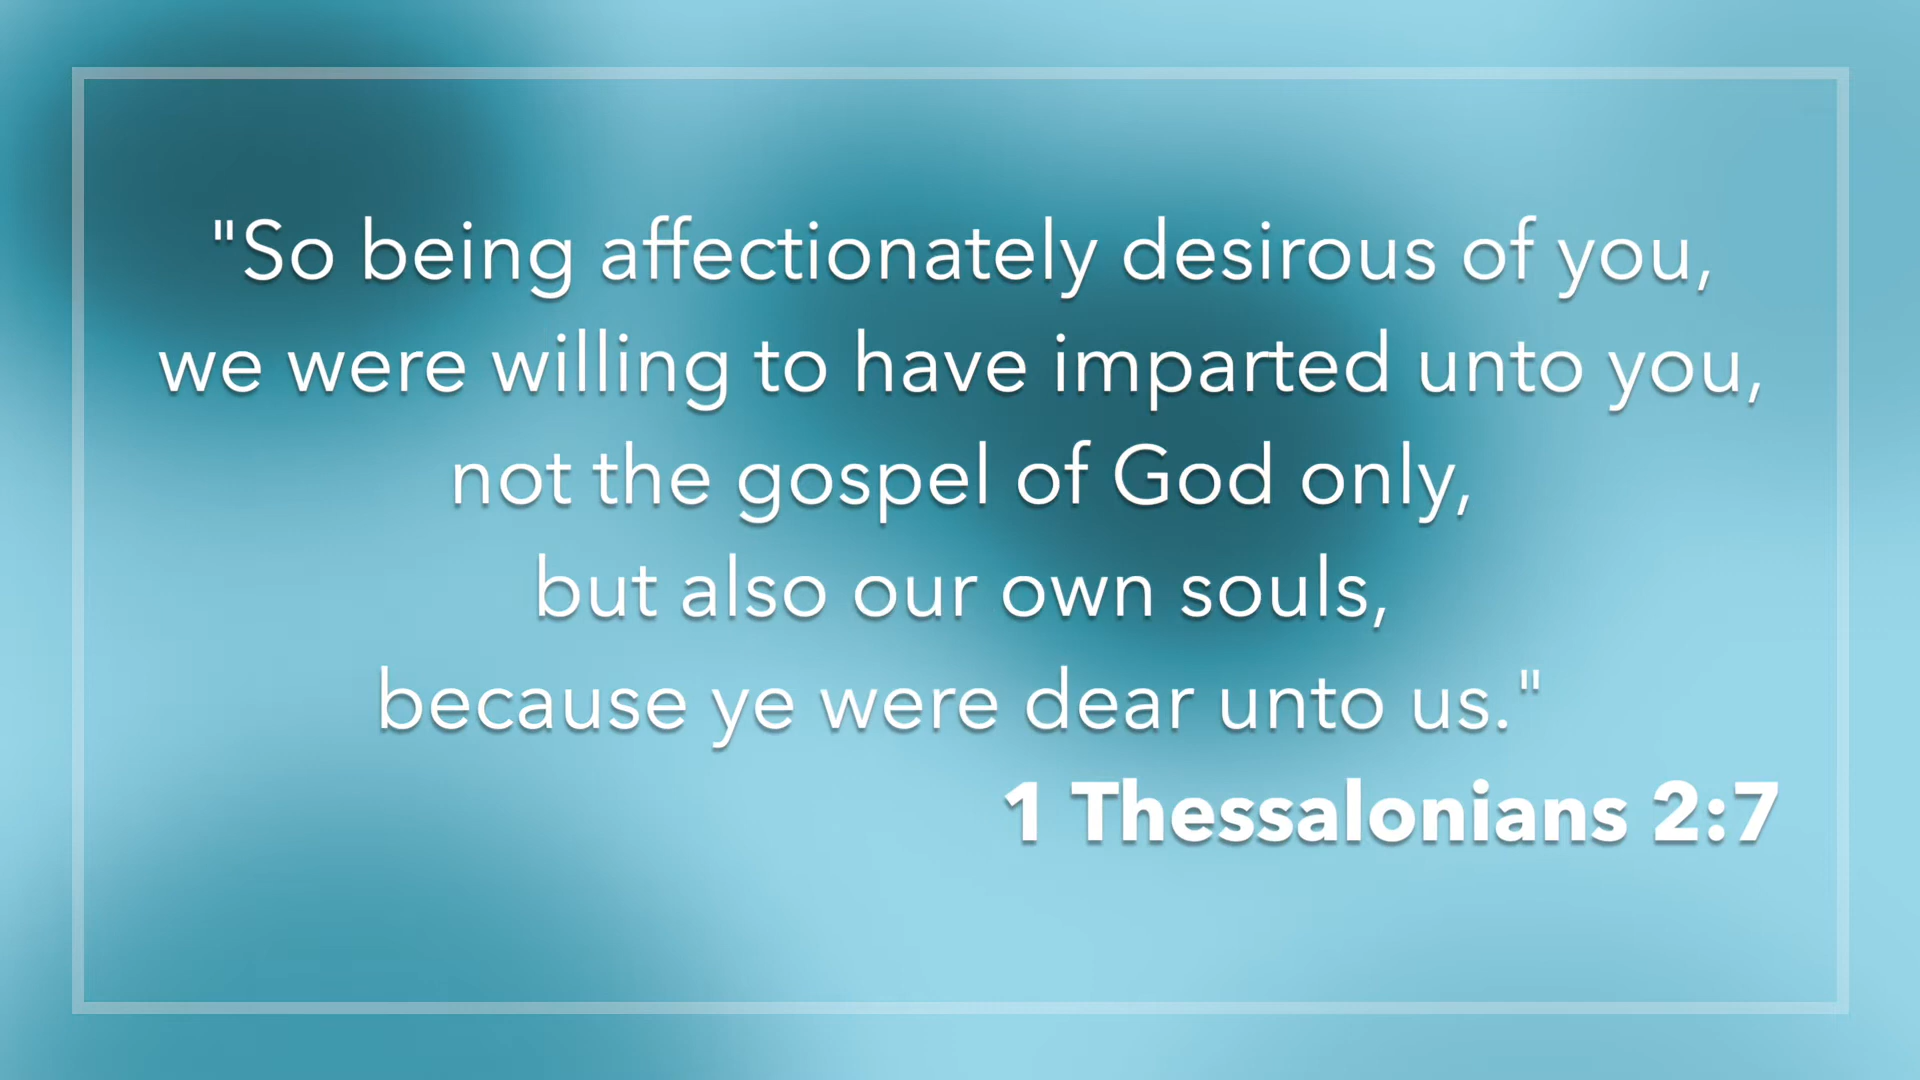 "So being affectionately desirous of you,
we were willing to have imparted unto you,
not the gospel of God only,
but also our own souls,
because ye were dear unto us."
1 Thessalonians 2:7